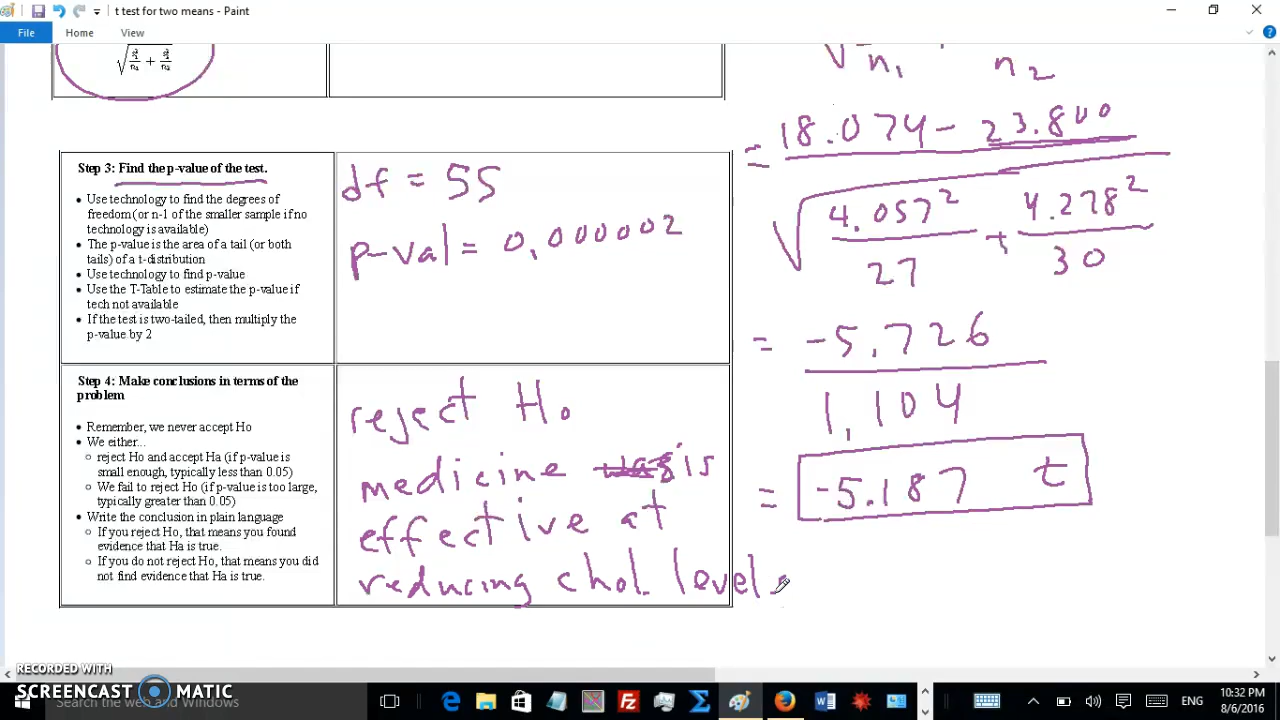 t test for two means - Paint
File Home View
n₁ n₂
18.074 - 23.800
=
4.057² 4.278²
+
27 30
Step 3: Find the p-value of the test.
• Use technology to find the degrees of
freedom (or n-1 of the smaller sample if no
technology is available)
• The p-value is the area of a tail (or both
tails) of a t-distribution
• Use technology to find p-value
• Use the T-Table to estimate the p-value if
tech not available
• If the test is two-tailed, then multiply the
p-value by 2
df = 55
p-val = 0.000002
= -5.726
1.104
= -5.187 t
Step 4: Make conclusions in terms of the
problem
• Remember, we never accept Ho
• We either...
o reject Ho and accept Ha (if p-value is
small enough, typically less than 0.05)
o We fail to reject Ho (if p-value is too large,
typically greater than 0.05)
• Write the conclusion in plain language
o If you reject Ho, that means you found
evidence that Ha is true.
o If you do not reject Ho, that means you did
not find evidence that Ha is true.
reject Ho
medicine is
effective at
reducing chol. levels
RECORDED WITH
SCREENCAST MATIC
Search the web and Windows
ENG
10:32 PM
8/6/2016